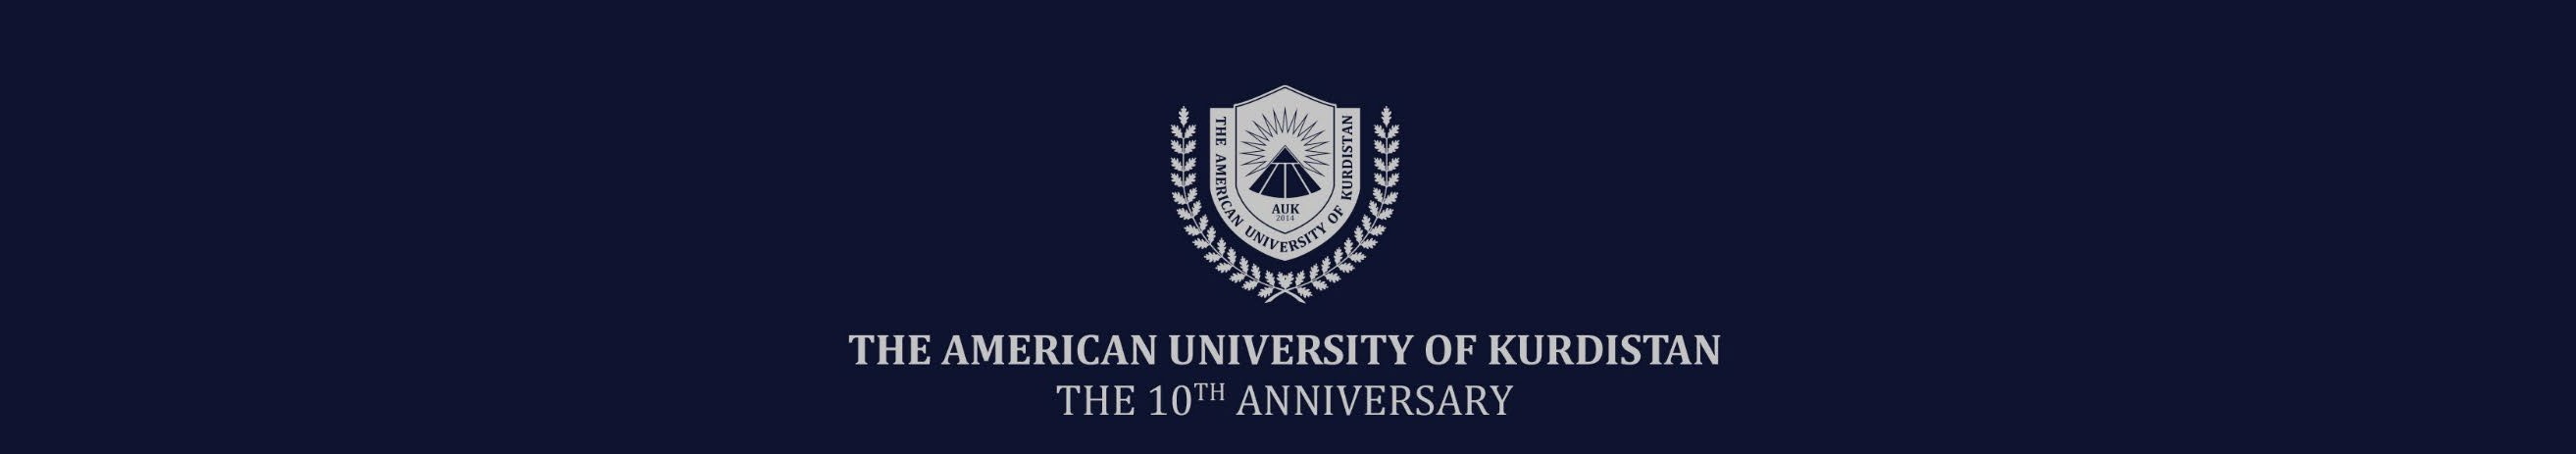 THE AMERICAN UNIVERSITY OF KURDISTAN
AUK
2014
THE AMERICAN UNIVERSITY OF KURDISTAN
THE 10TH ANNIVERSARY